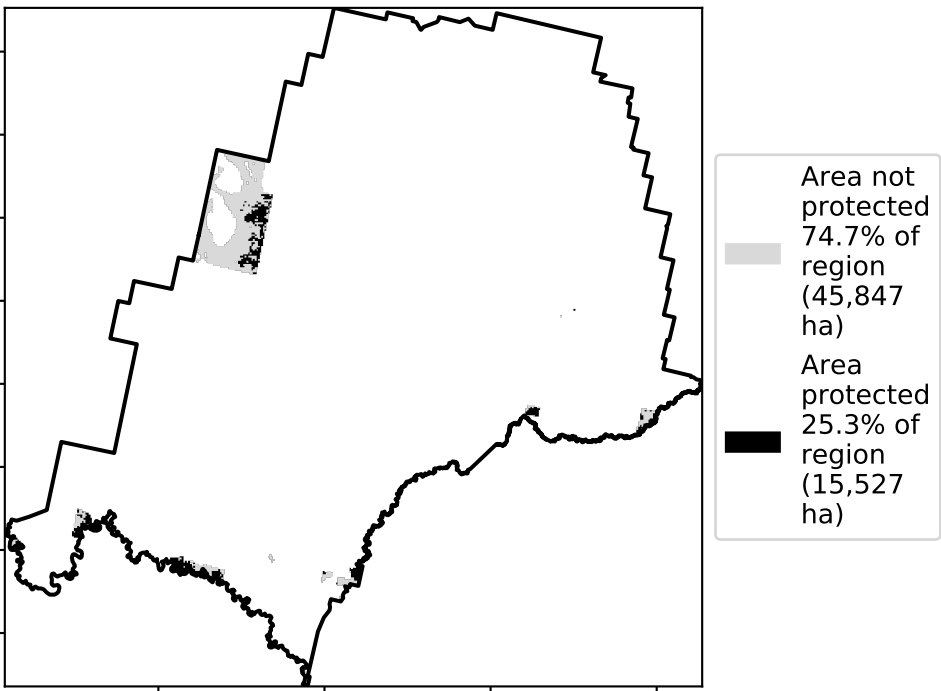 Area not
protected
74.7% of
region
(45,847
ha)
Area
protected
25.3% of
region
(15,527
ha)